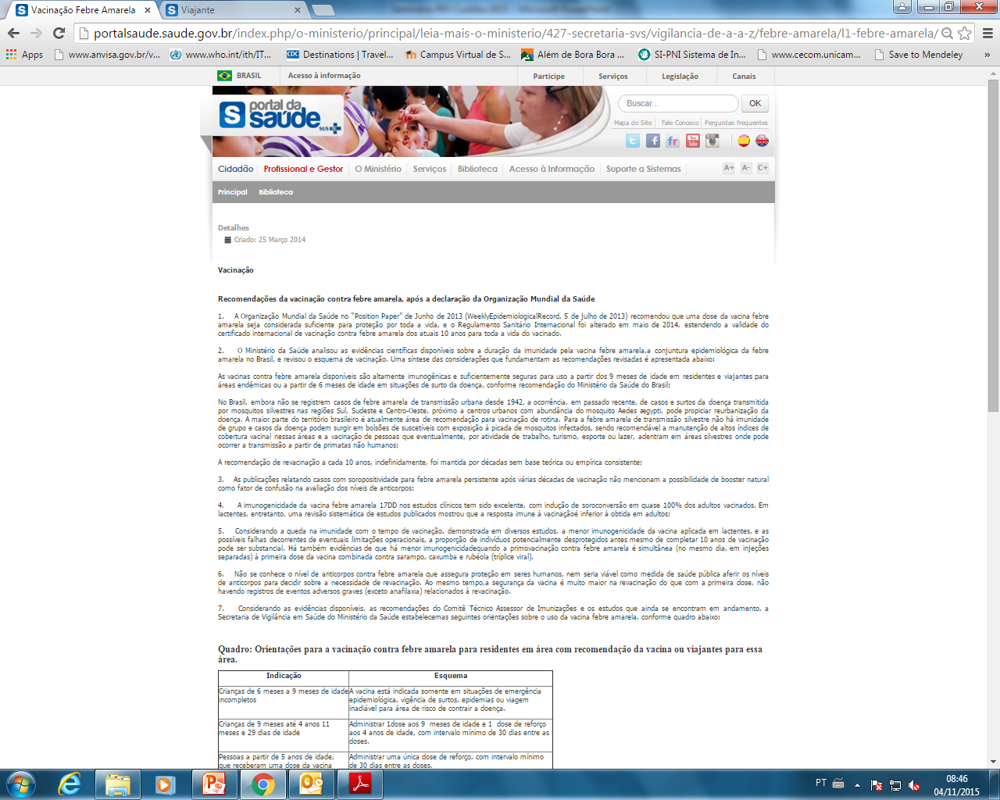 Vacinação Febre Amarela
Viajante
portalsaude.saude.gov.br/index.php/o-ministerio/principal/leia-mais-o-ministerio/427-secretaria-svs/vigilancia-de-a-a-z/febre-amarela/l1-febre-amarela/
Apps www.anvisa.gov.br/v... www.who.int/ith/IT... CDC Destinations | Travel... Campus Virtual de S... Além de Bora Bora ... SI-PNI Sistema de In... www.cecom.unicam... Save to Mendeley »
BRASIL Acesso à informação Participe Serviços Legislação Canais
portal da
saúde
SUS
Buscar... OK
Mapa do Site Fale Conosco Perguntas frequentes
Cidadão Profissional e Gestor O Ministério Serviços Biblioteca Acesso à Informação Suporte a Sistemas A+ A- C+
Principal Biblioteca
Detalhes
Criado: 25 Março 2014
Vacinação
Recomendações da vacinação contra febre amarela, após a declaração da Organização Mundial da Saúde
1. A Organização Mundial da Saúde no "Position Paper" de Junho de 2013 (WeeklyEpidemiologicalRecord, 5 de julho de 2013) recomendou que uma dose da vacina febre
amarela seja considerada suficiente para proteção por toda a vida, e o Regulamento Sanitário Internacional foi alterado em maio de 2014, estendendo a validade do
certificado internacional de vacinação contra febre amarela dos atuais 10 anos para toda a vida do vacinado.
2. O Ministério da Saúde analisou as evidências científicas disponíveis sobre a duração da imunidade pela vacina febre amarela,a conjuntura epidemiológica da febre
amarela no Brasil, e revisou o esquema de vacinação. Uma síntese das considerações que fundamentam as recomendações revisadas é apresentada abaixo:
As vacinas contra febre amarela disponíveis são altamente imunogênicas e suficientemente seguras para uso a partir dos 9 meses de idade em residentes e viajantes para
áreas endêmicas ou a partir de 6 meses de idade em situações de surto da doença, conforme recomendação do Ministério da Saúde do Brasil;
No Brasil, embora não se registrem casos de febre amarela de transmissão urbana desde 1942, a ocorrência, em passado recente, de casos e surtos da doença transmitida
por mosquitos silvestres nas regiões Sul, Sudeste e Centro-Oeste, próximo a centros urbanos com abundância do mosquito Aedes ægypti, pode propiciar reurbanização da
doença. A maior parte do território brasileiro é atualmente área de recomendação para vacinação de rotina. Para a febre amarela de transmissão silvestre não há imunidade
de grupo e casos da doença podem surgir em bolsões de suscetíveis com exposição à picada de mosquitos infectados, sendo recomendável a manutenção de altos índices de
cobertura vacinal nessas áreas e a vacinação de pessoas que eventualmente, por atividade de trabalho, turismo, esporte ou lazer, adentram em áreas silvestres onde pode
ocorrer a transmissão a partir de primatas não humanos;
A recomendação de revacinação a cada 10 anos, indefinidamente, foi mantida por décadas sem base teórica ou empírica consistente;
3. As publicações relatando casos com soropositividade para febre amarela persistente após várias décadas de vacinação não mencionam a possibilidade de booster natural
como fator de confusão na avaliação dos níveis de anticorpos;
4. A imunogenicidade da vacina febre amarela 17DD nos estudos clínicos tem sido excelente, com indução de soroconversão em quase 100% dos adultos vacinados. Em
lactentes, entretanto, uma revisão sistemática de estudos publicados mostrou que a resposta imune à vacinaçãoé inferior à obtida em adultos;
5. Considerando a queda na imunidade com o tempo de vacinação, demonstrada em diversos estudos, a menor imunogenicidade da vacina aplicada em lactentes, e as
possíveis falhas decorrentes de eventuais limitações operacionais, a proporção de indivíduos potencialmente desprotegidos antes mesmo de completar 10 anos de vacinação
pode ser substancial. Há também evidências de que há menor imunogenicidadequando a primovacinação contra febre amarela é simultânea (no mesmo dia, em injeções
separadas) à primeira dose da vacina combinada contra sarampo, caxumba e rubéola (tríplice viral).
6. Não se conhece o nível de anticorpos contra febre amarela que assegura proteção em seres humanos, nem seria viável como medida de saúde pública aferir os níveis
de anticorpos para decidir sobre a necessidade de revacinação. Ao mesmo tempo,a segurança da vacina é muito maior na revacinação do que com a primeira dose, não
havendo registros de eventos adversos graves (exceto anafilaxia) relacionados à revacinação.
7. Considerando as evidências disponíveis, as recomendações do Comitê Técnico Assessor de Imunizações e os estudos que ainda se encontram em andamento, a
Secretaria de Vigilância em Saúde do Ministério da Saúde estabelecemas seguintes orientações sobre o uso da vacina febre amarela, conforme quadro abaixo:
Quadro: Orientações para a vacinação contra febre amarela para residentes em área com recomendação da vacina ou viajantes para essa
área.
Indicação Esquema
Crianças de 6 meses a 9 meses de idade
incompletos
A vacina está indicada somente em situações de emergência
epidemiológica, vigência de surtos, epidemias ou viagem
inadiável para área de risco de contrair a doença.
Crianças de 9 meses até 4 anos 11
meses e 29 dias de idade
Administrar 1dose aos 9 meses de idade e 1 dose de reforço
aos 4 anos de idade, com intervalo mínimo de 30 dias entre as
doses.
Pessoas a partir de 5 anos de idade,
que receberam uma dose da vacina
Administrar uma única dose de reforço, com intervalo mínimo
de 30 dias entre as doses.
PT
08:46
04/11/2015